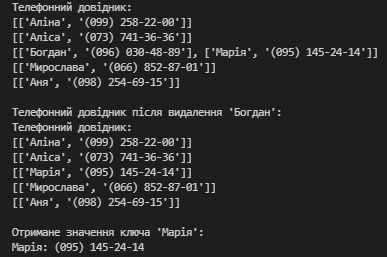 Телефонний довідник:
[['Аліна', '(099) 258-22-00']]
[['Аліса', '(073) 741-36-36']]
[['Богдан', '(096) 030-48-89'], ['Марія', '(095) 145-24-14']]
[['Мирослава', '(066) 852-87-01']]
[['Аня', '(098) 254-69-15']]
Телефонний довідник після видалення 'Богдан':
Телефонний довідник:
[['Аліна', '(099) 258-22-00']]
[['Аліса', '(073) 741-36-36']]
[['Марія', '(095) 145-24-14']]
[['Мирослава', '(066) 852-87-01']]
[['Аня', '(098) 254-69-15']]
Отримане значення ключа 'Марія':
Марія: (095) 145-24-14